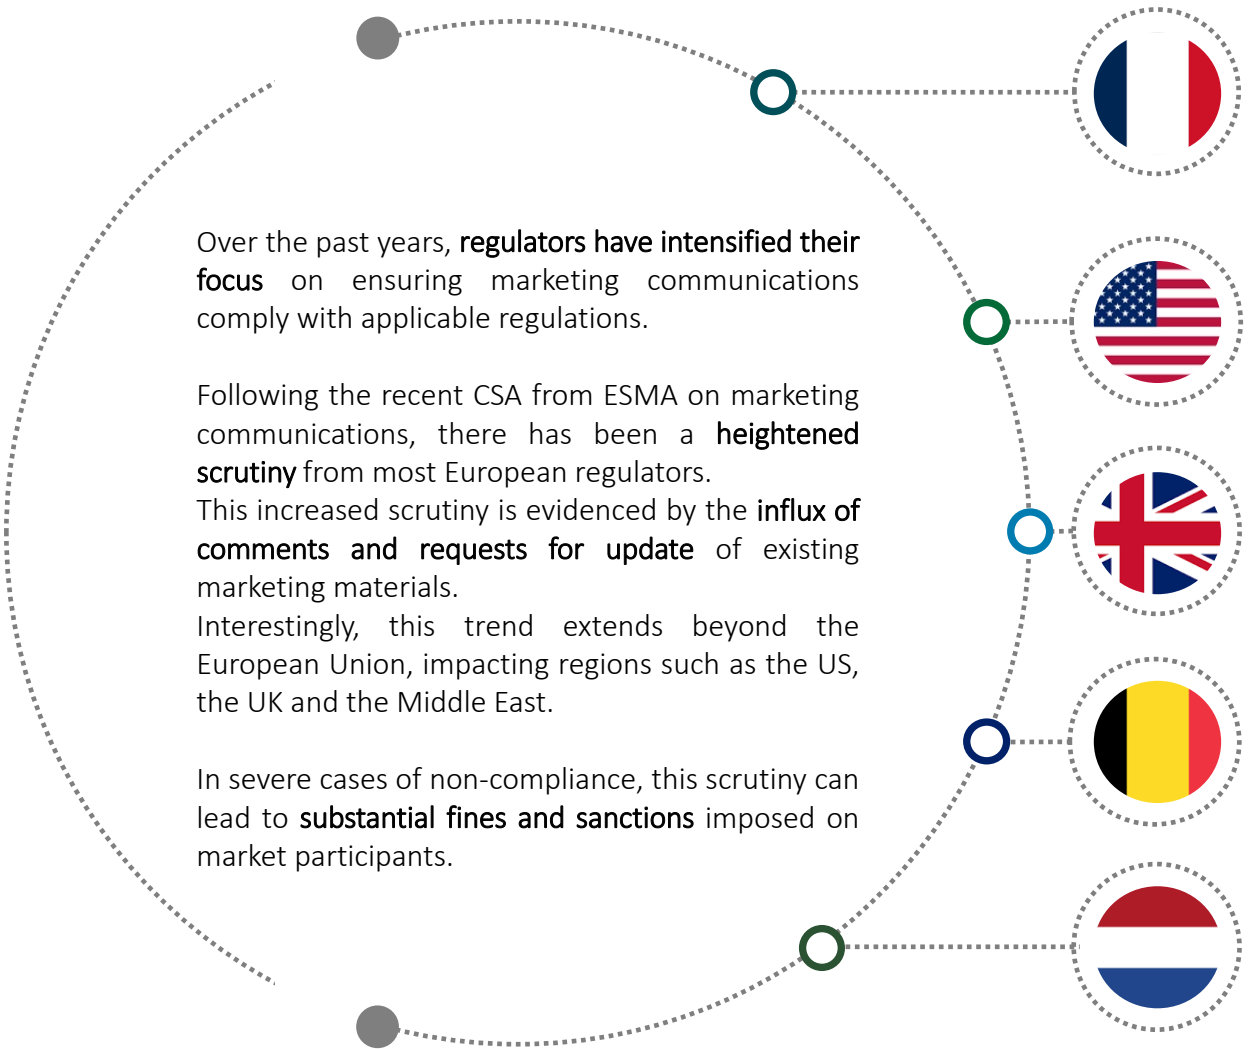 Over the past years, regulators have intensified their
focus on ensuring marketing communications
comply with applicable regulations.
Following the recent CSA from ESMA on marketing
communications, there has been a heightened
scrutiny from most European regulators.
This increased scrutiny is evidenced by the influx of
comments and requests for update of existing
marketing materials.
Interestingly, this trend extends beyond the
European Union, impacting regions such as the US,
the UK and the Middle East.
In severe cases of non-compliance, this scrutiny can
lead to substantial fines and sanctions imposed on
market participants.